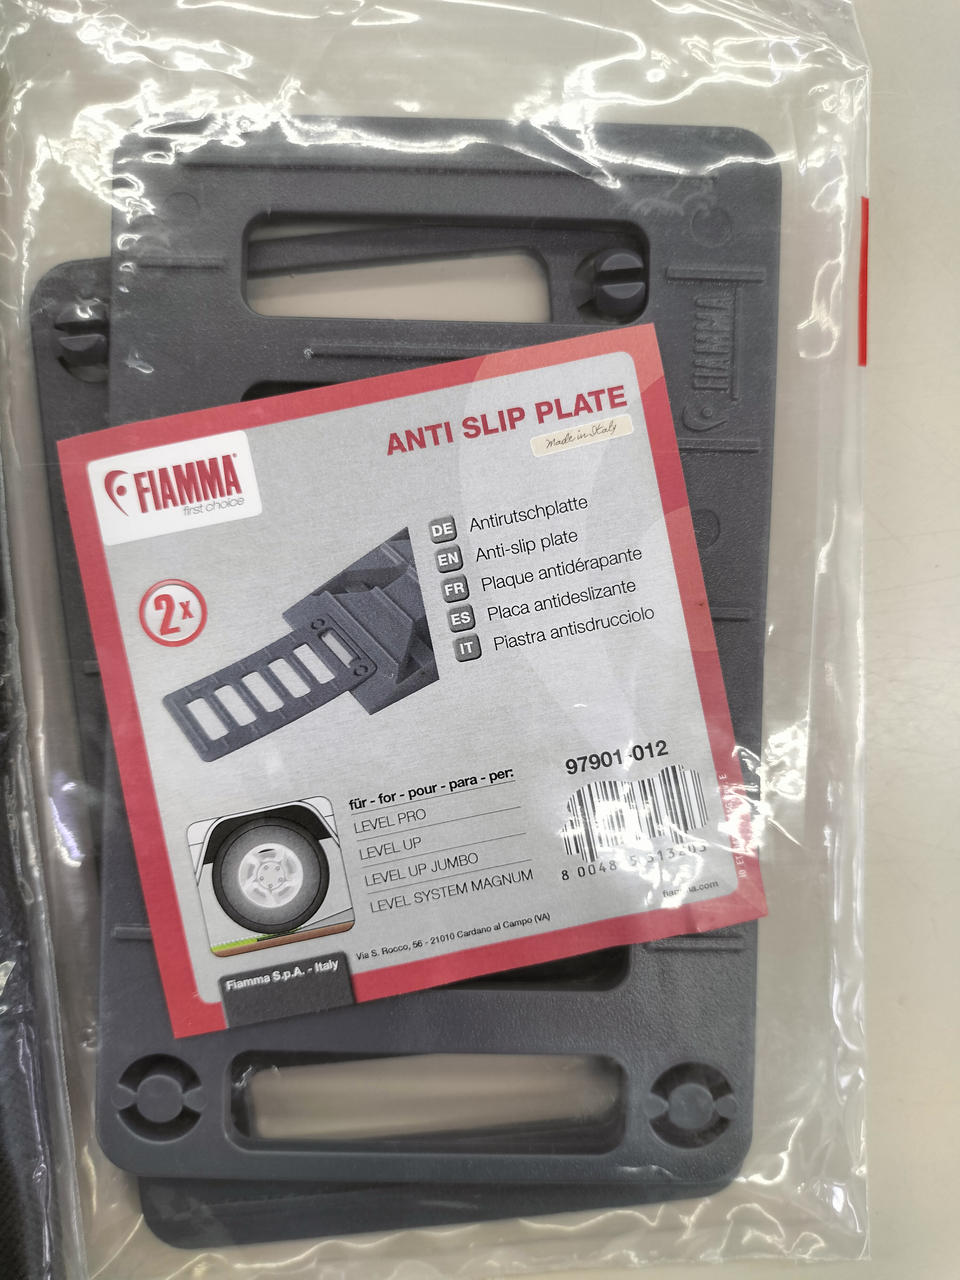 FIAMMA
ANTI SLIP PLATE
Made in Italy
FIAMMA
first choice
2x
DE Antirutschplatte
EN Anti-slip plate
FR Plaque antidérapante
ES Placa antideslizante
IT Piastra antisdrucciolo
97901-012
für - for - pour - para - per:
LEVEL PRO
LEVEL UP
LEVEL UP JUMBO
LEVEL SYSTEM MAGNUM
8 0048
fiamma.com
Via S. Rocco, 56 - 21010 Cardano al Campo (VA)
Fiamma S.p.A. - Italy